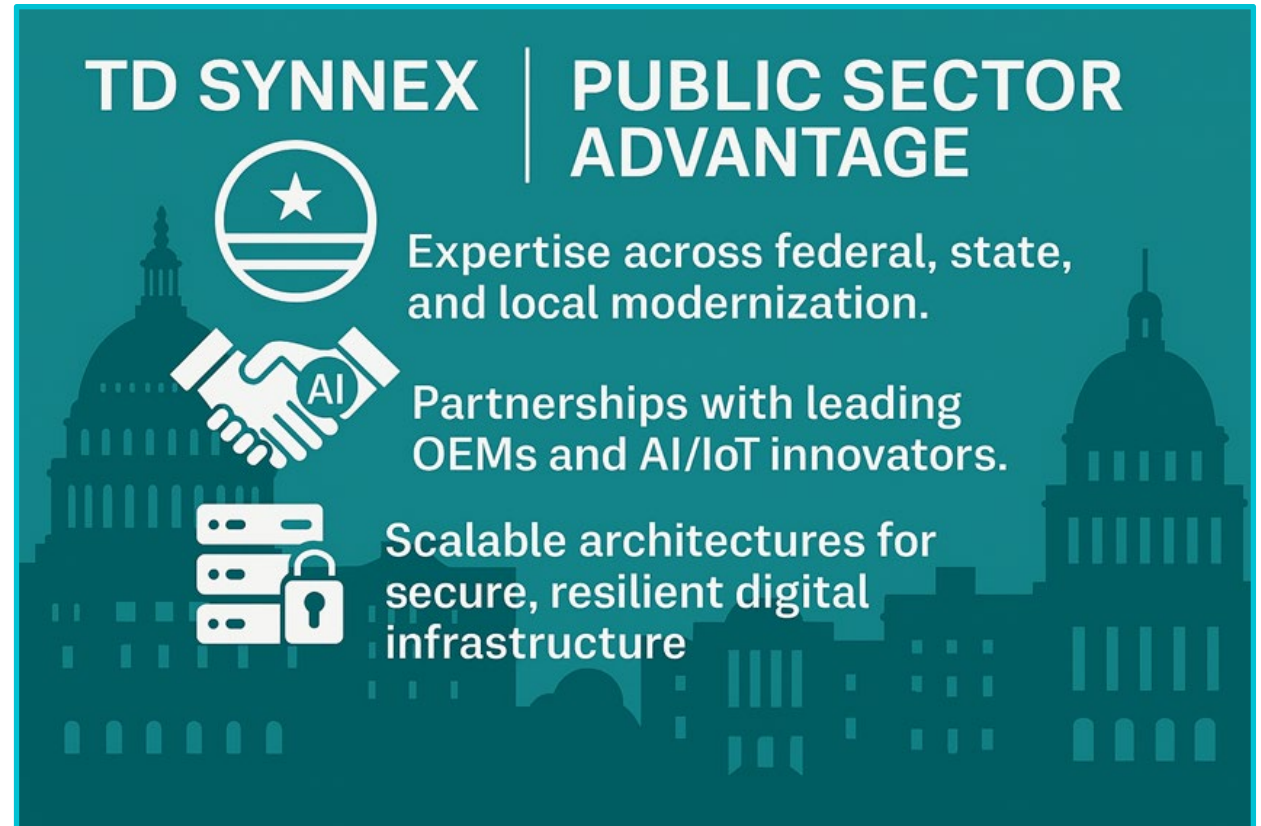 TD SYNNEX
PUBLIC SECTOR
ADVANTAGE
Expertise across federal, state,
and local modernization.
AI
Partnerships with leading
OEMs and AI/IoT innovators.
Scalable architectures for
secure, resilient digital
infrastructure